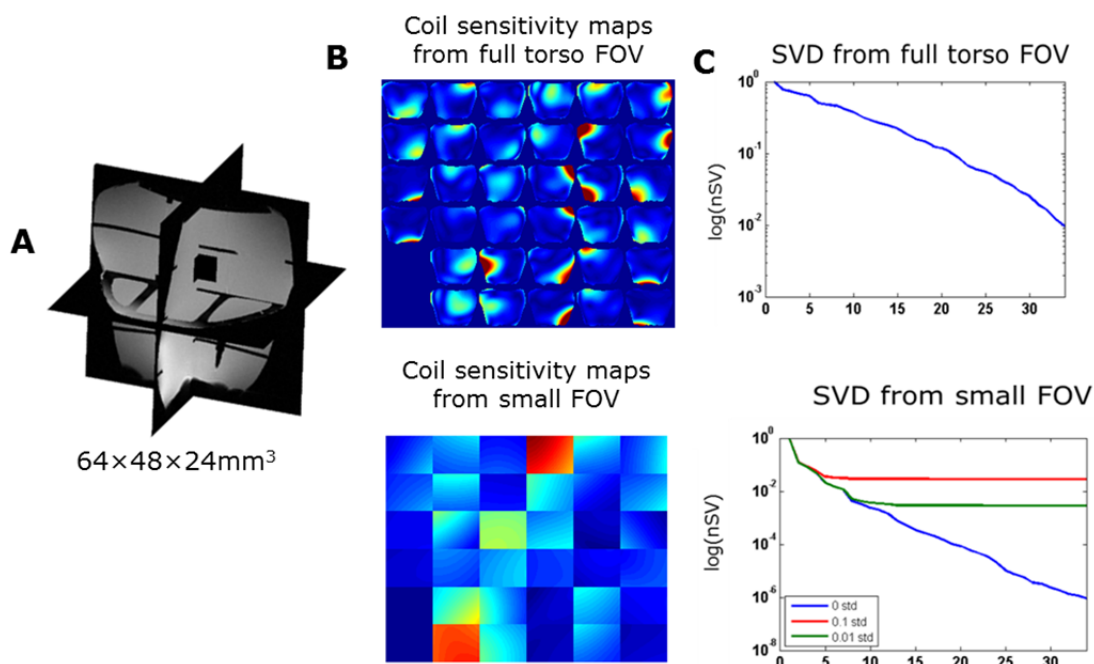 A
64×48×24mm³
B
Coil sensitivity maps
from full torso FOV
Coil sensitivity maps
from small FOV
C
SVD from full torso FOV
log(nSV)
10⁰
10⁻¹
10⁻²
10⁻³
0 5 10 15 20 25 30
SVD from small FOV
log(nSV)
10⁰
10⁻²
10⁻⁴
10⁻⁶
10⁻⁸
0 std
0.1 std
0.01 std
0 5 10 15 20 25 30